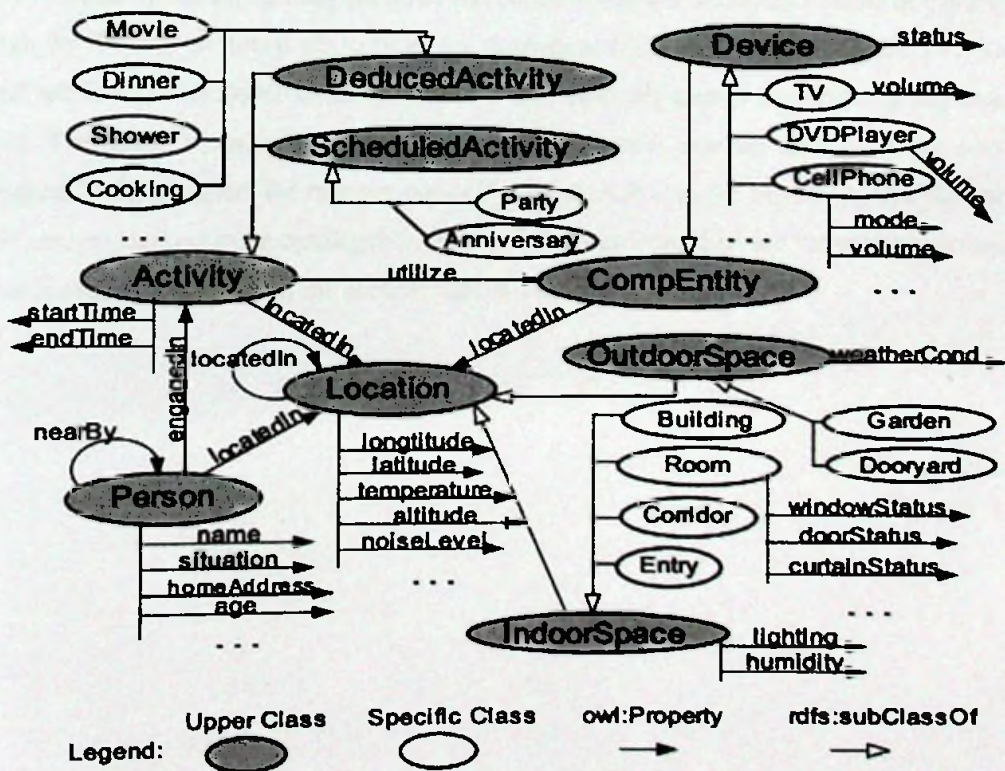 Movie
Dinner
Shower
Cooking
. . .
DeducedActivity
ScheduledActivity
Party
Anniversary
Device
status
TV
volume
DVDPlayer
volume
CellPhone
mode
volume
. . .
. . .
Activity
utilize
CompEntity
startTime
endTime
locatedIn
locatedIn
locatedIn
engagedIn
locatedIn
nearBy
Location
Person
OutdoorSpace
weatherCond
Garden
Dooryard
longtitude
latitude
temperature
altitude
noiseLevel
. . .
Building
Room
Corridor
Entry
windowStatus
doorStatus
curtainStatus
. . .
name
situation
homeAddress
age
. . .
IndoorSpace
lighting
humidity
Legend:
Upper Class
Specific Class
owl:Property
rdfs:subClassOf